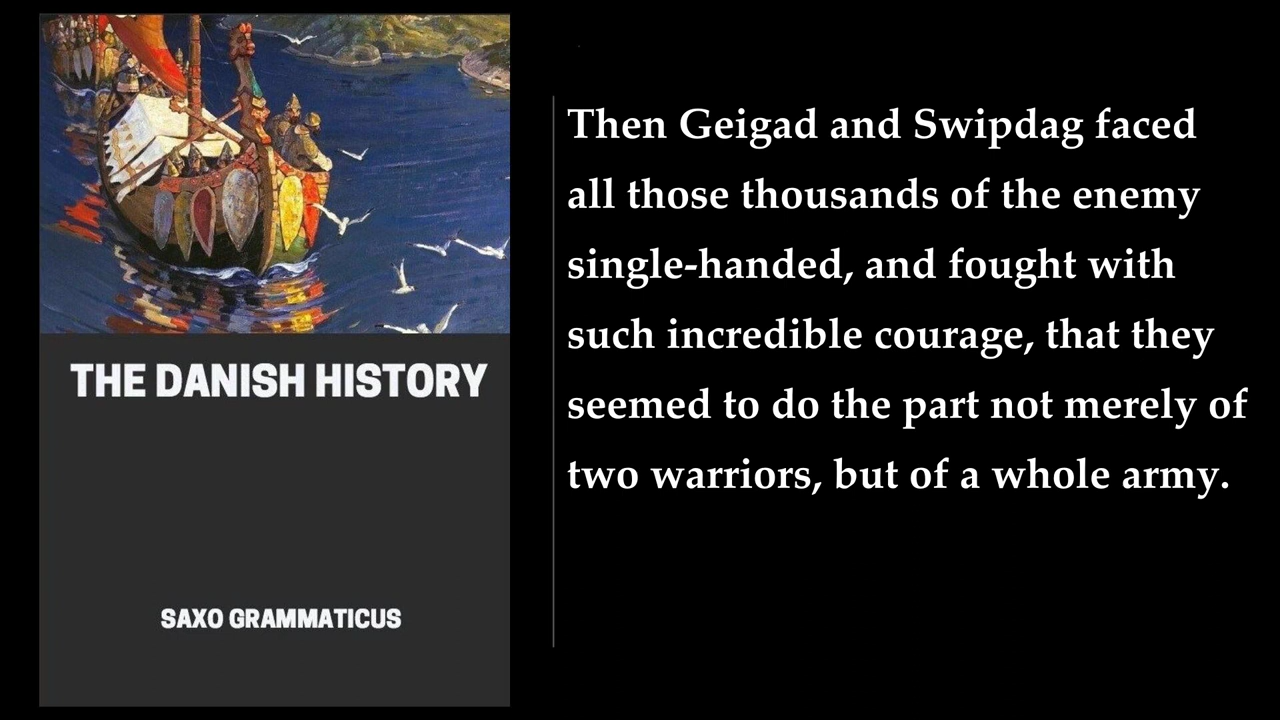 THE DANISH HISTORY
SAXO GRAMMATICUS
Then Geigad and Swipdag faced
all those thousands of the enemy
single-handed, and fought with
such incredible courage, that they
seemed to do the part not merely of
two warriors, but of a whole army.